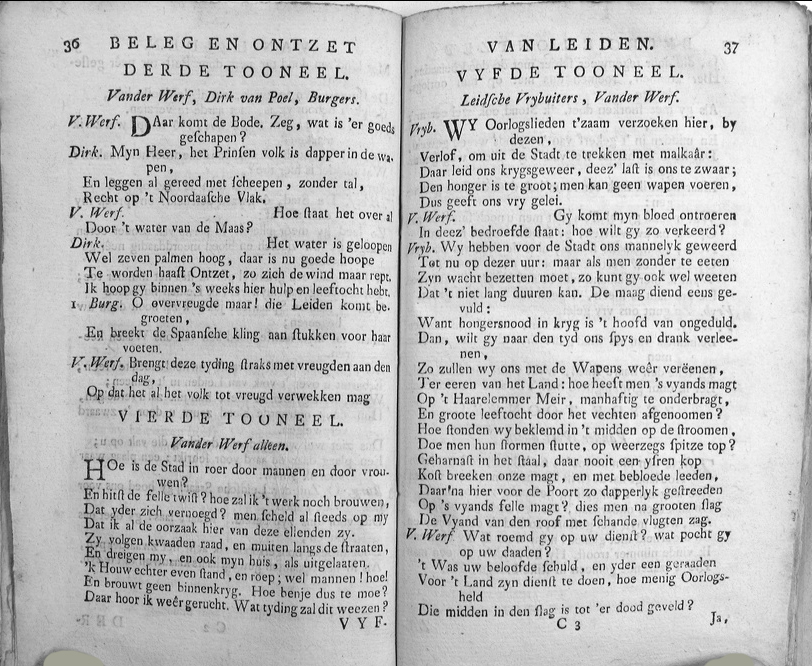 36 BELEG EN ONTZET
DERDE TOONEEL.
Vander Werf, Dirk van Poel, Burgers.
V. Werf. DAar komt de Bode. Zeg, wat is 'er goeds
geſchapen?
Dirk. Myn Heer, het Prinſen volk is dapper in de wa-
pen,
En leggen al gereed met ſcheepen, zonder tal,
Recht op 't Noordaaſche Vlak.
V. Werf. Hoe ſtaat het over al
Door 't water van de Maas?
Dirk. Het water is geloopen
Wel zeven palmen hoog, daar is nu goede hoope
Te worden haaſt Ontzet, zo zich de wind maar rept.
Ik hoop gy binnen 's weeks hier hulp en leeftocht hebt.
1 Burg. O overvreugde maar! die Leiden komt be-
groeten,
En breekt de Spaanſche kling aan ſtukken voor haar
voeten.
V. Werf. Brengt deze tyding ſtraks met vreugden aan den
dag,
Op dat het al het volk tot vreugd verwekken mag
VIERDE TOONEEL.
Vander Werf alleen.
HOe is de Stad in roer door mannen en door vrou-
wen?
En hitſt de felle twiſt? hoe zal ik 't werk noch brouwen,
Dat yder zich vernoegd? men ſcheld al ſteeds op my
Dat ik al de oorzaak hier van deze ellenden zy.
Zy volgen kwaaden raad, en muiten langs de ſtraaten,
En dreigen my, en ook myn huis, als uitgelaaten.
'k Houw echter even ſtand, en roep; wel mannen! hoe!
En brouwt geen binnenkryg. Hoe benje dus te moe?
Daar hoor ik weêr gerucht. Wat tyding zal dit weezen?
VYF-
VAN LEIDEN. 37
VYFDE TOONEEL.
Leidſche Vrybuiters, Vander Werf.
Vryb. WY Oorlogslieden t'zaam verzoeken hier, by
dezen,
Verlof, om uit de Stadt te trekken met malkaâr:
Daar leid ons krysgeweer, deez' laſt is ons te zwaar;
Den honger is te groot; men kan geen wapen voeren,
Dus geeft ons vry gelei.
V. Werf. Gy komt myn bloed ontroeren
In deez' bedroefde ſtaat: hoe wilt gy zo verkeerd?
Vryb. Wy hebben voor de Stadt ons mannelyk geweerd
Tot nu op dezer uur: maar als men zonder te eeten
Zyn wacht bezetten moet, zo kunt gy ook wel weeten
Dat 't niet lang duuren kan. De maag diend eens ge-
vuld:
Want hongersnood in kryg is 't hoofd van ongeduld.
Dan, wilt gy naar den tyd ons ſpys en drank verlee-
nen,
Zo zullen wy ons met de Wapens weêr verëenen,
Ter eeren van het Land: hoe heeft men 's vyands magt
Op 't Haarelemmer Meir, manhaftig te onderbragt,
En groote leeftocht door het vechten afgenoomen?
Hoe ſtonden wy beklemd in 't midden op de ſtroomen,
Doe men hun ſtormen ſtutte, op weerzegs ſpitze top?
Geharnaſt in het ſtaal, daar nooit een yſren kop
Koſt breeken onze magt, en met bebloede leeden,
Daar'na hier voor de Poort zo dapperlyk geſtreeden
Op 's vyands felle magt? dies men na grooten ſlag
De Vyand van den roof met ſchande vlugten zag.
V. Werf Wat roemd gy op uw dienſt? wat pocht gy
op uw daaden?
't Was uw beloofde ſchuld, en yder een geraaden
Voor 't Land zyn dienſt te doen, hoe menig Oorlogs-
held
Die midden in den ſlag is tot 'er dood geveld?
C 3 Ja,